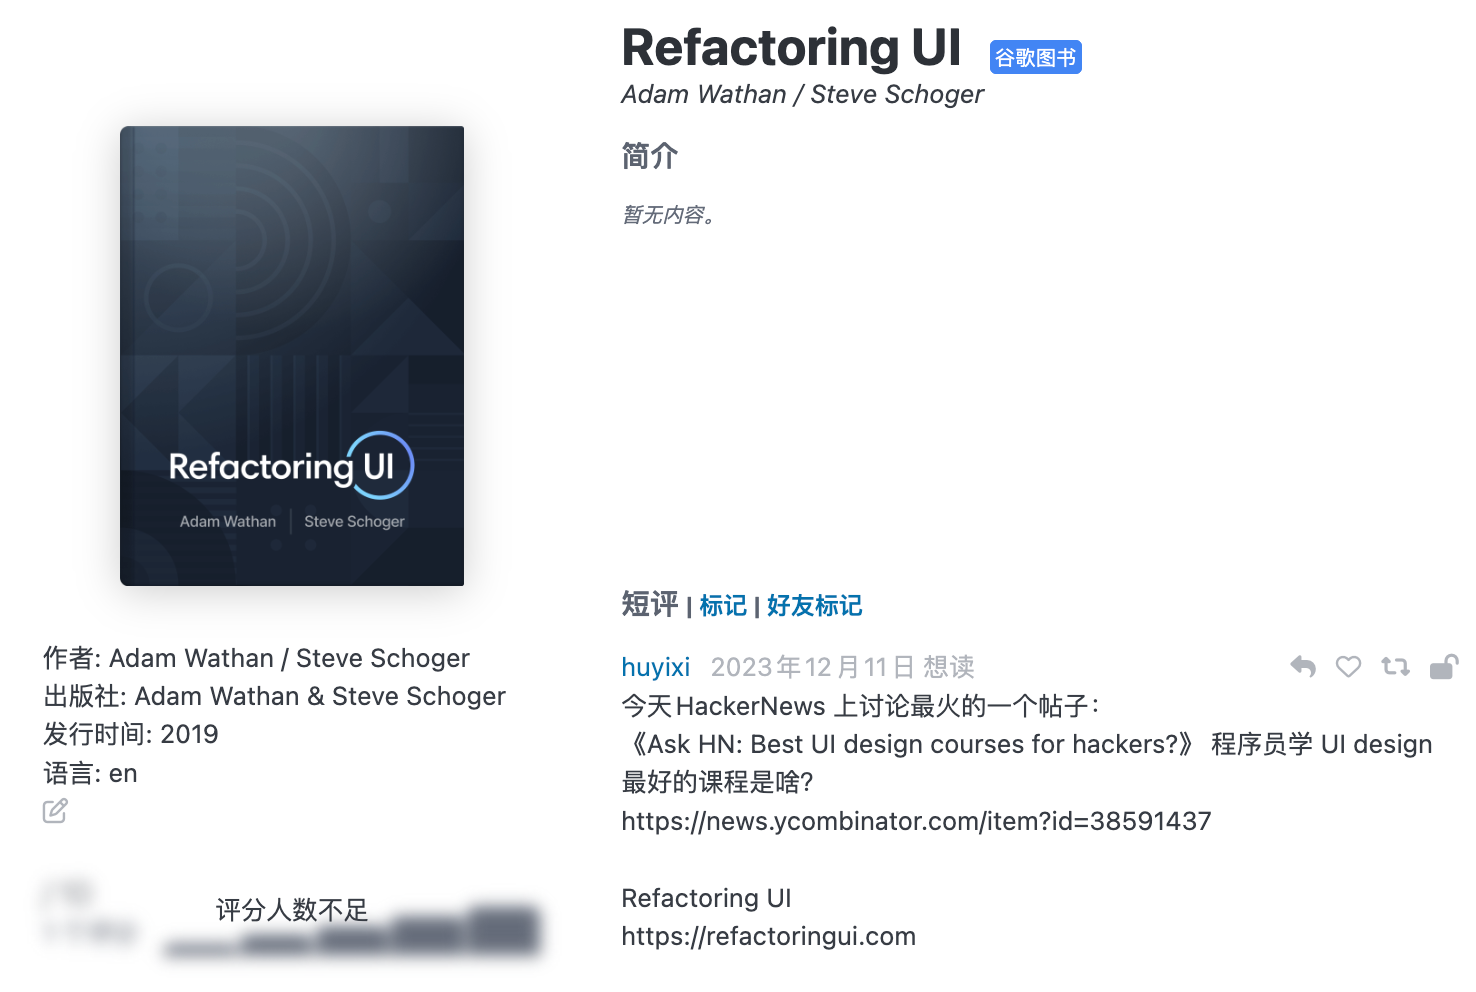 Refactoring UI 谷歌图书
Adam Wathan / Steve Schoger
简介
暂无内容。
Refactoring UI
Adam Wathan | Steve Schoger
作者: Adam Wathan / Steve Schoger
出版社: Adam Wathan & Steve Schoger
发行时间: 2019
语言: en
评分人数不足
短评 | 标记 | 好友标记
huyixi 2023年12月11日 想读
今天HackerNews 上讨论最火的一个帖子：
《Ask HN: Best UI design courses for hackers?》 程序员学 UI design
最好的课程是啥?
https://news.ycombinator.com/item?id=38591437
Refactoring UI
https://refactoringui.com